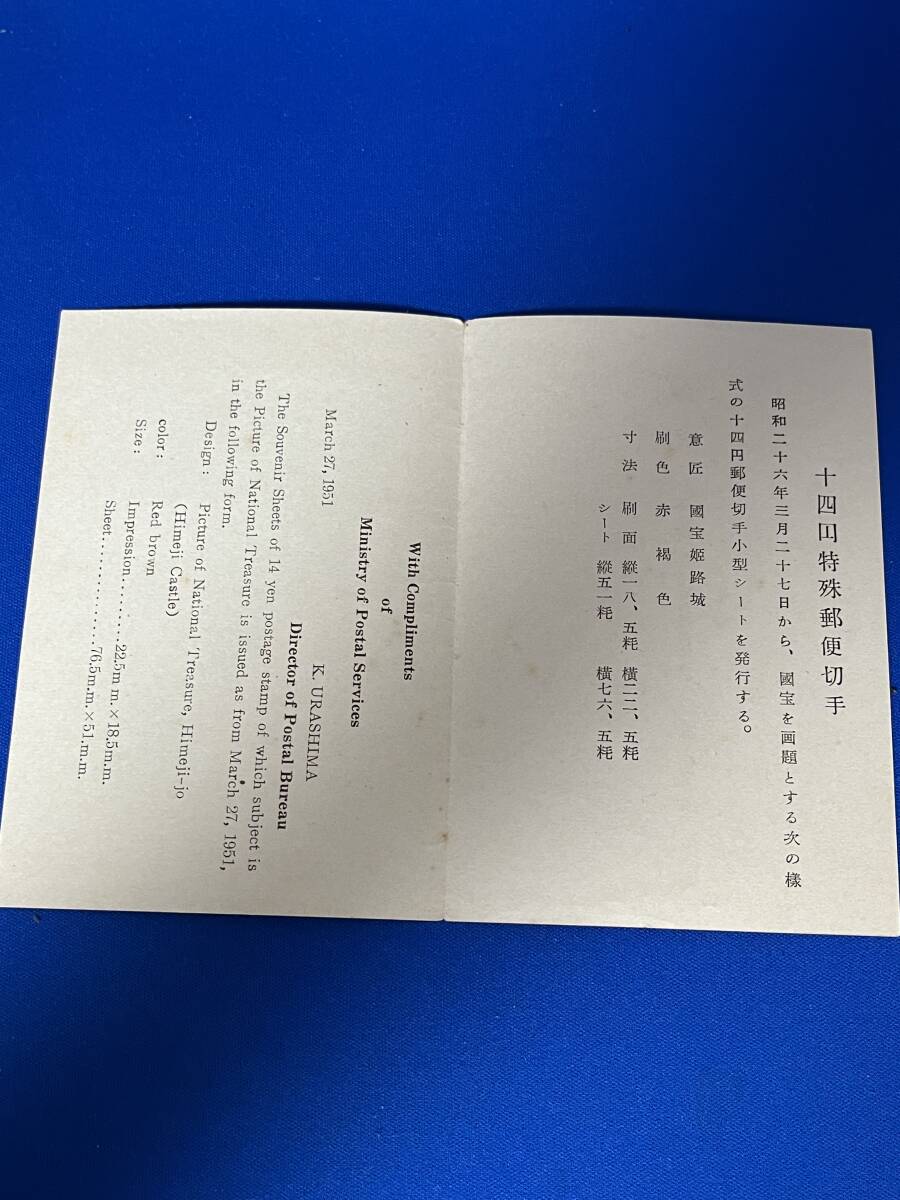 十四円特殊郵便切手
昭和二十六年三月二十七日から、國宝を画題とする次の様
式の十四円郵便切手小型シートを発行する。
意匠 國宝姫路城
刷色 赤褐色
寸法 刷面 縦一八、五粍 横二二、五粍
シート 縦五一粍 横七六、五粍
With Compliments
of
Ministry of Postal Services
March 27, 1951
K. URASHIMA
Director of Postal Bureau
The Souvenir Sheets of 14 yen postage stamp of which subject is
the Picture of National Treasure is issued as from March 27, 1951,
in the following form.
Design: Picture of National Treasure, Himeji-jo
(Himeji Castle)
color: Red brown
Size: Impression.........22.5m m.×18.5m.m.
Sheet..............76.5m.m.×51.m.m.